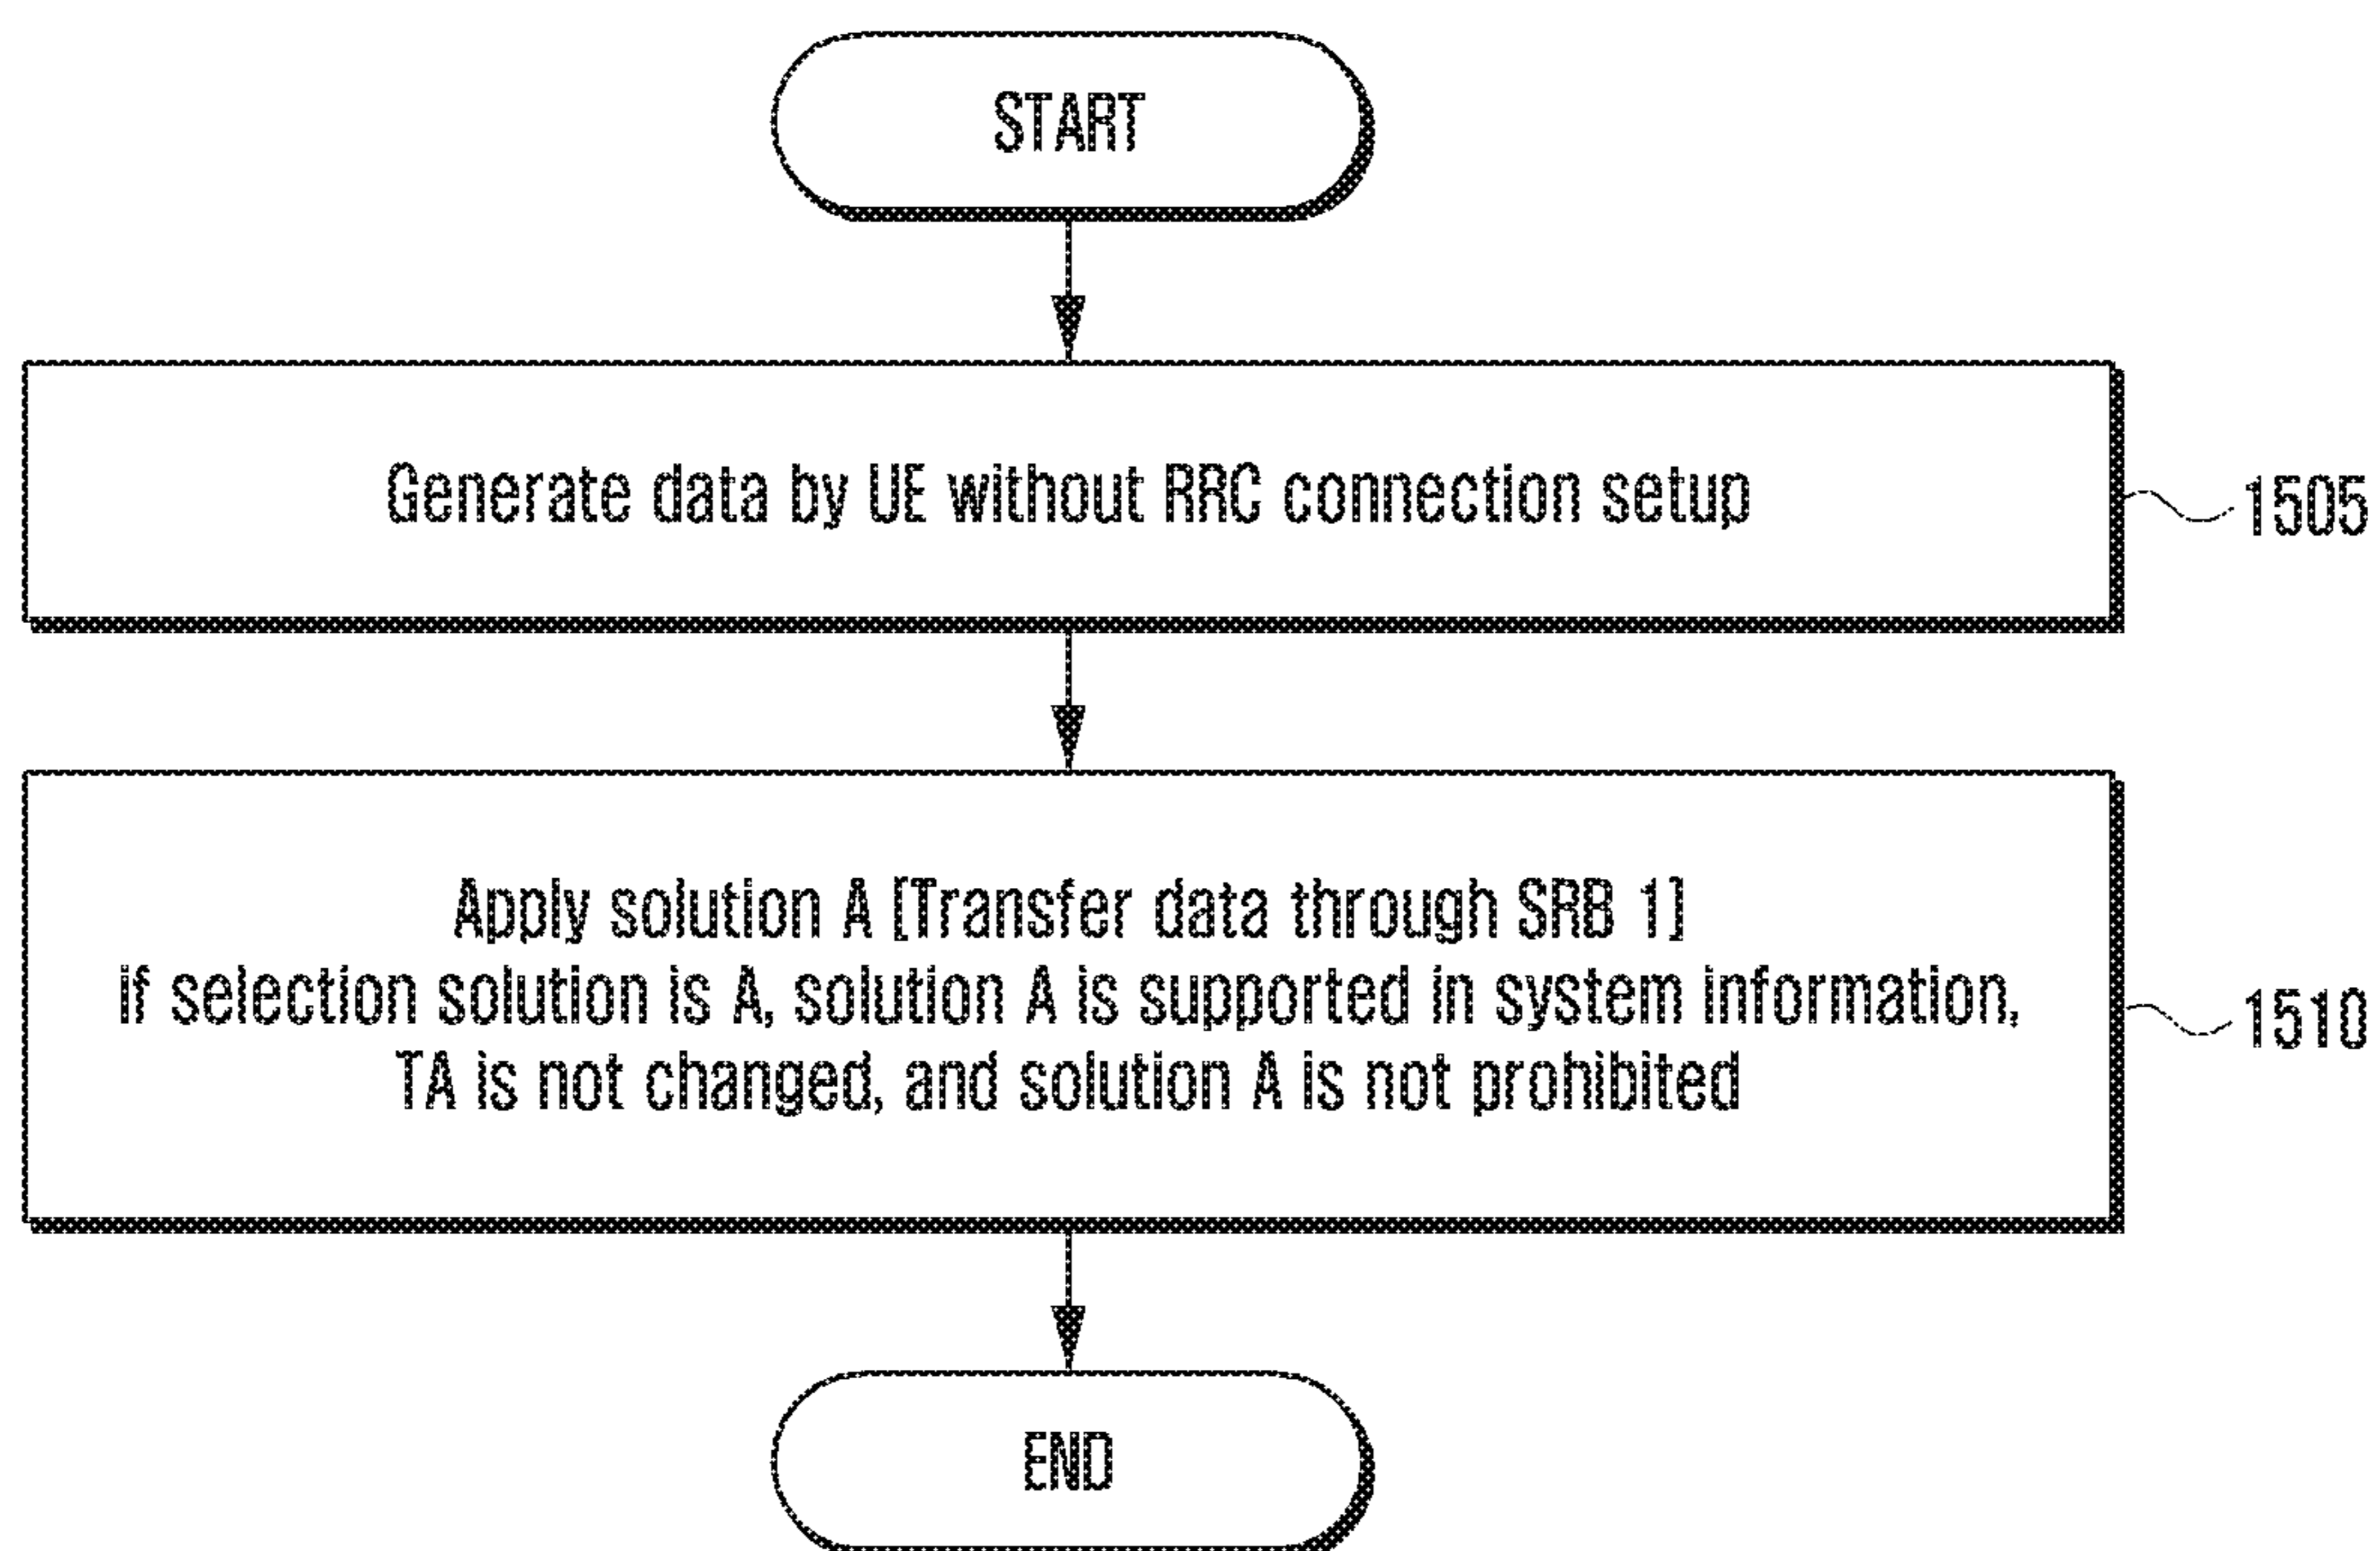 START
Generate data by UE without RRC connection setup
1505
Apply solution A [Transfer data through SRB 1]
if selection solution is A, solution A is supported in system information,
TA is not changed, and solution A is not prohibited
1510
END